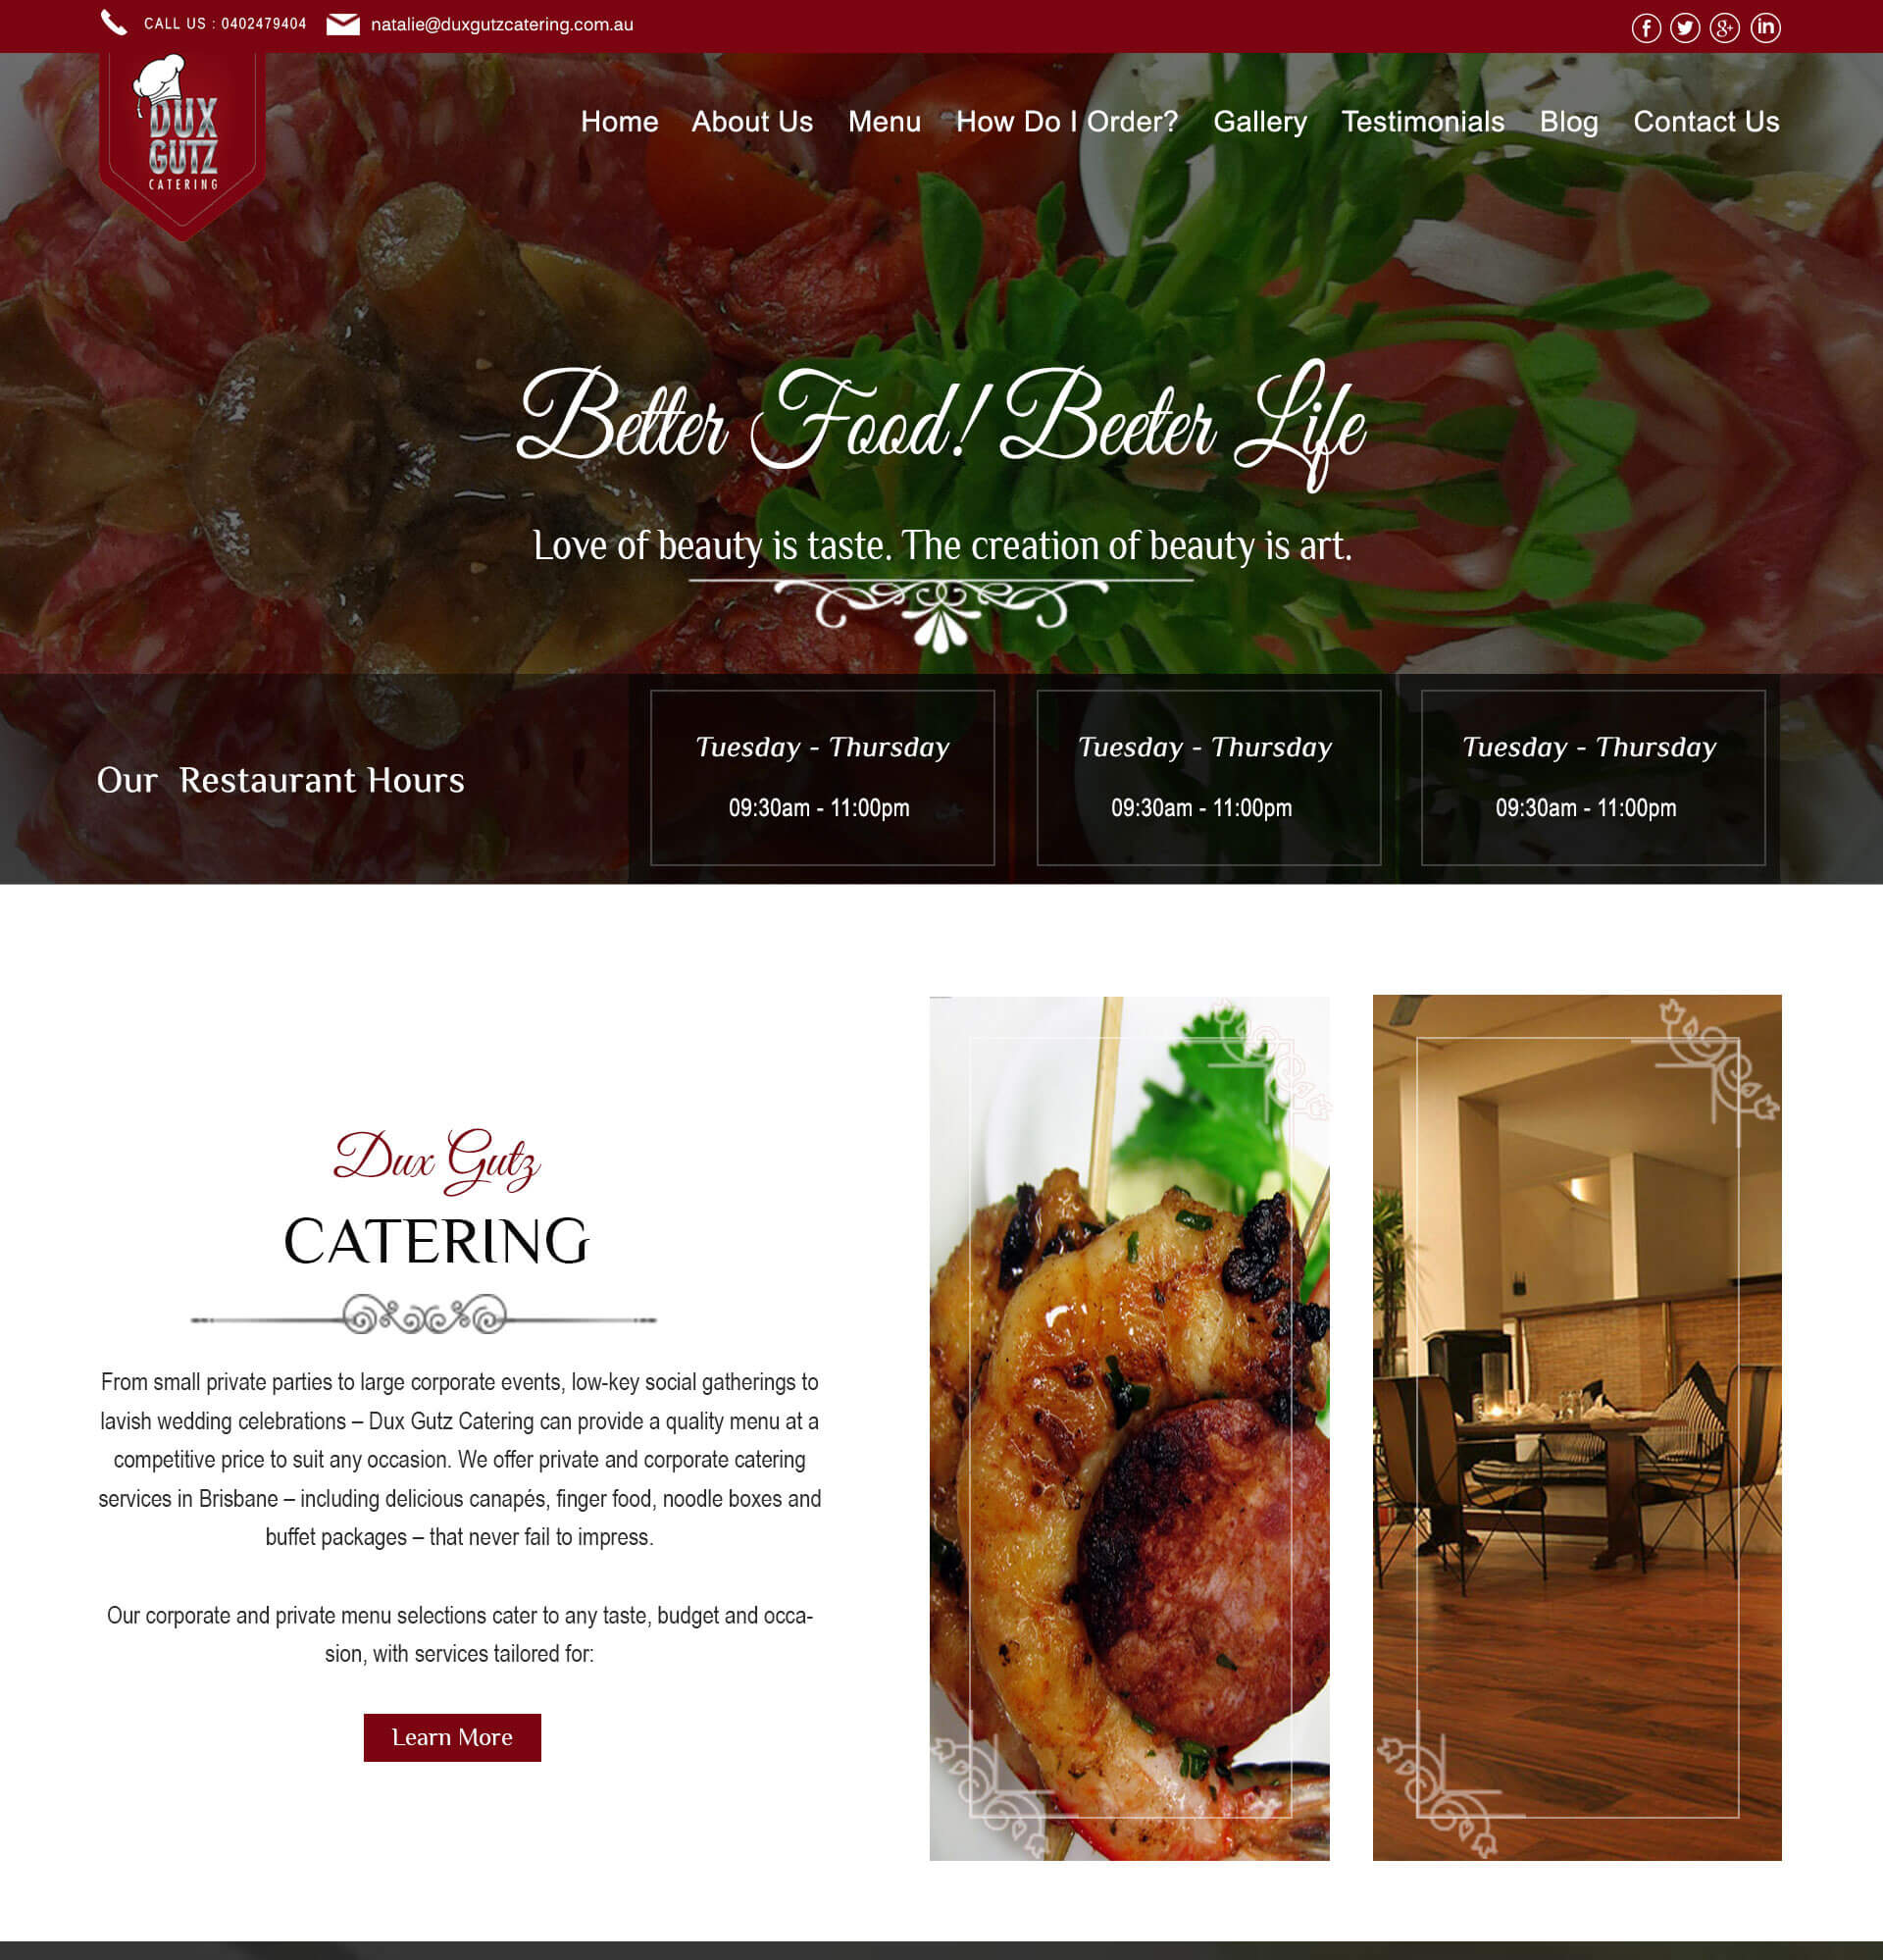 CALL US : 0402479404
natalie@duxgutzcatering.com.au
DUX
GUTZ
CATERING
Home About Us Menu How Do I Order? Gallery Testimonials Blog Contact Us
Better Food! Beeter Life
Love of beauty is taste. The creation of beauty is art.
Our Restaurant Hours
Tuesday - Thursday
09:30am - 11:00pm
Tuesday - Thursday
09:30am - 11:00pm
Tuesday - Thursday
09:30am - 11:00pm
Dux Gutz
CATERING
From small private parties to large corporate events, low-key social gatherings to
lavish wedding celebrations – Dux Gutz Catering can provide a quality menu at a
competitive price to suit any occasion. We offer private and corporate catering
services in Brisbane – including delicious canapés, finger food, noodle boxes and
buffet packages – that never fail to impress.
Our corporate and private menu selections cater to any taste, budget and occa-
sion, with services tailored for:
Learn More